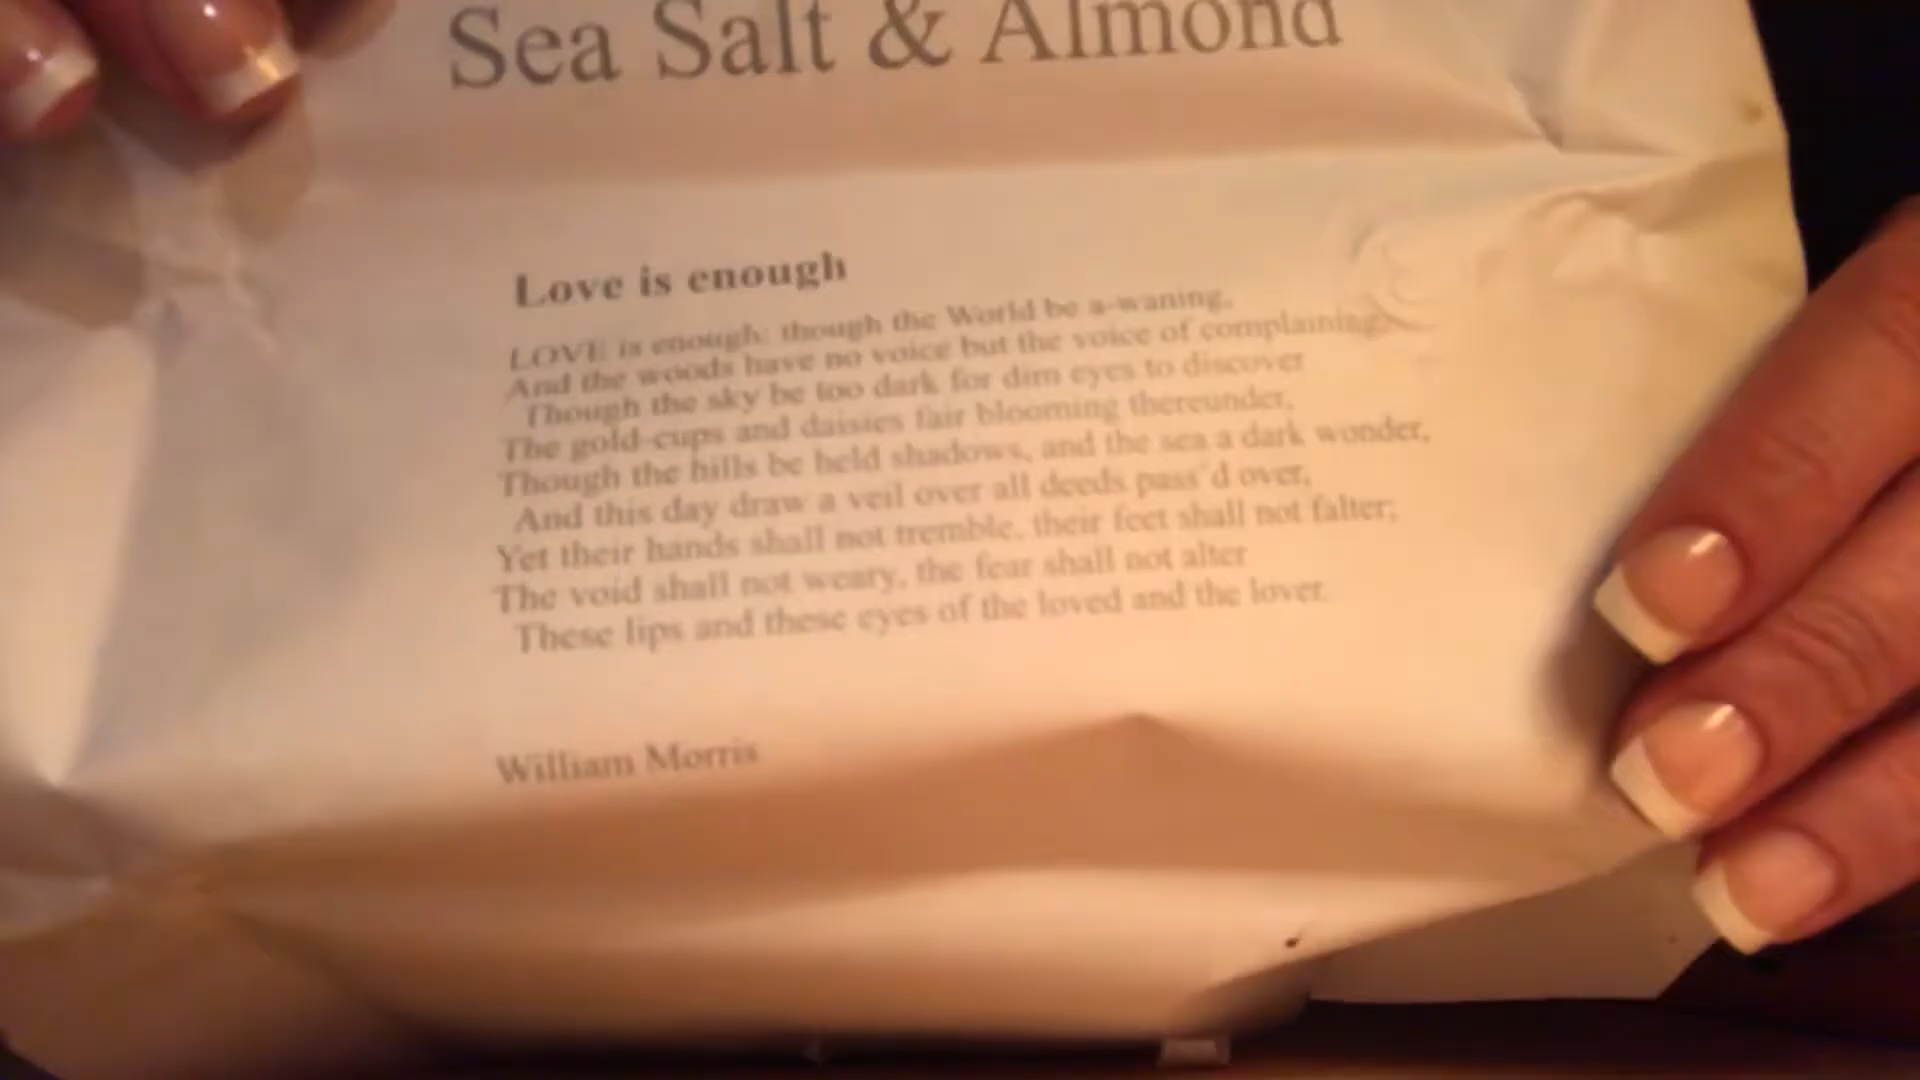 Sea Salt & Almond
Love is enough
LOVE is enough: though the World be a-waning,
And the woods have no voice but the voice of complaining,
Though the sky be too dark for dim eyes to discover
The gold-cups and daisies fair blooming thereunder,
Though the hills be held shadows, and the sea a dark wonder,
And this day draw a veil over all deeds pass'd over,
Yet their hands shall not tremble, their feet shall not falter;
The void shall not weary, the fear shall not alter
These lips and these eyes of the loved and the lover.
William Morris